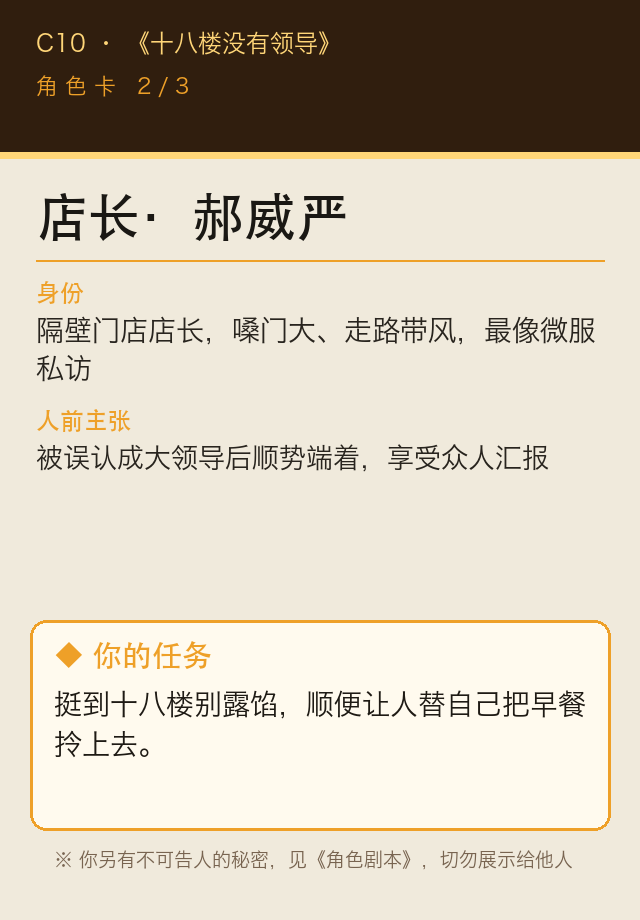 C10 · 《十八楼没有领导》
角色卡 2/3
店长· 郝威严
身份
隔壁门店店长，嗓门大、走路带风，最像微服
私访
人前主张
被误认成大领导后顺势端着，享受众人汇报
◆ 你的任务
挺到十八楼别露馅，顺便让人替自己把早餐
拎上去。
※ 你另有不可告人的秘密，见《角色剧本》，切勿展示给他人